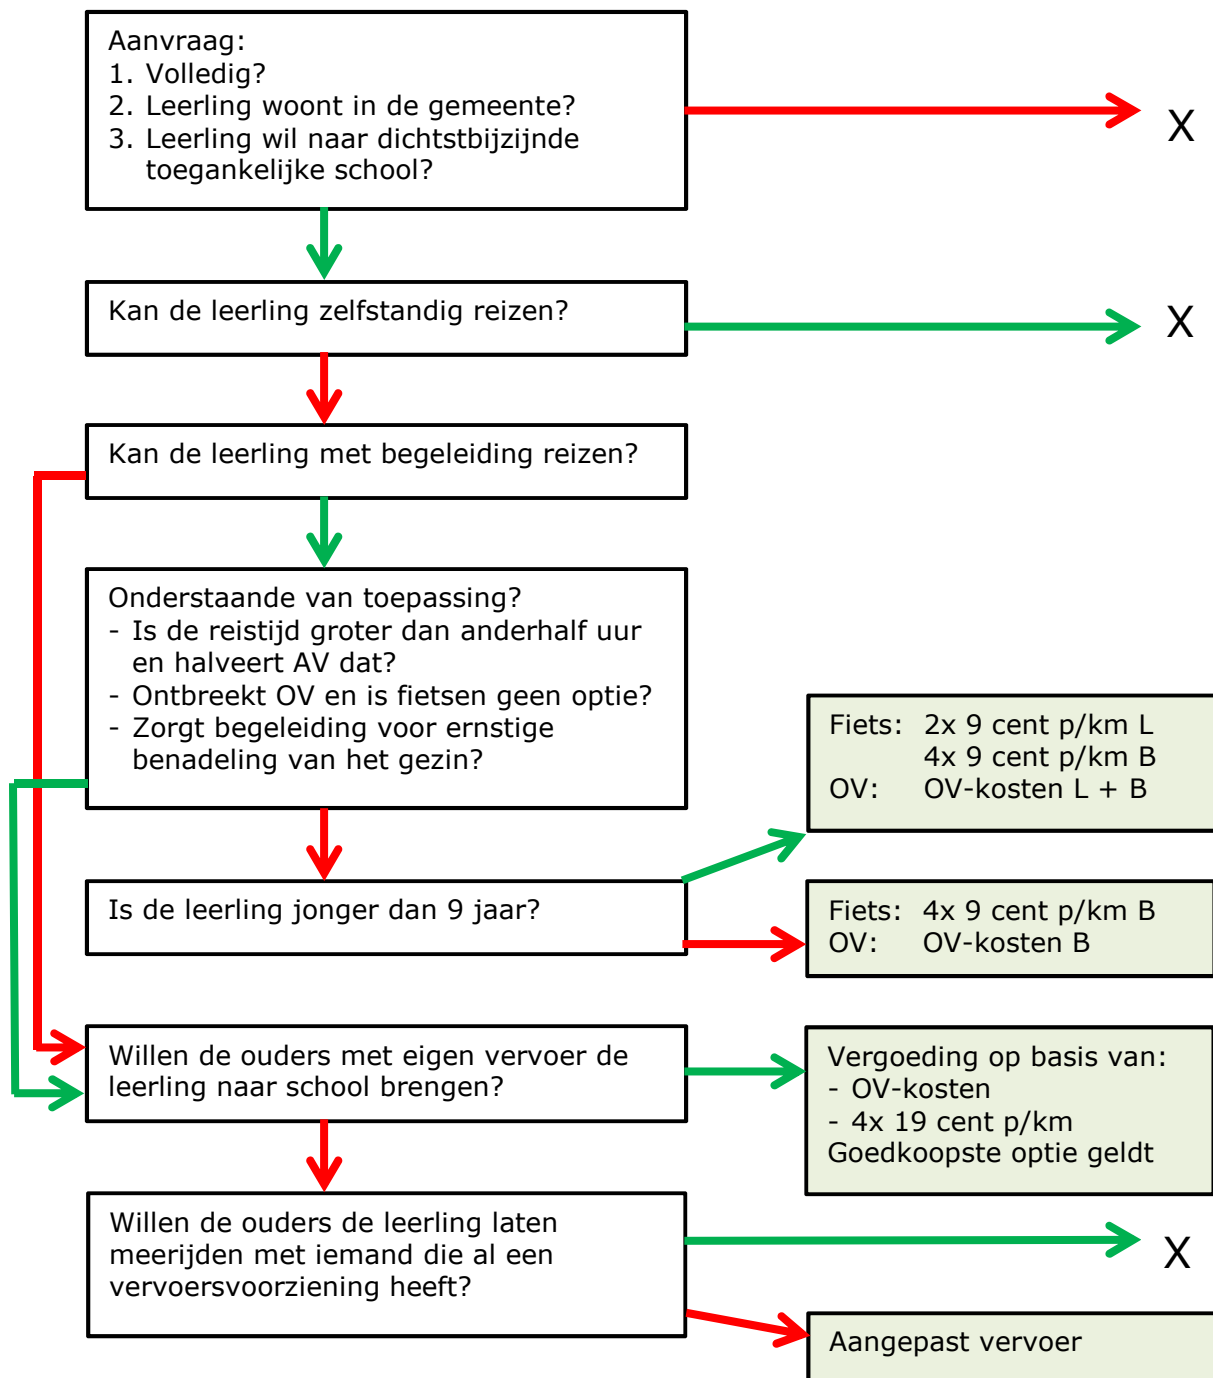 Aanvraag:
1. Volledig?
2. Leerling woont in de gemeente?
3. Leerling wil naar dichtstbijzijnde
toegankelijke school?
X
Kan de leerling zelfstandig reizen?
X
Kan de leerling met begeleiding reizen?
Onderstaande van toepassing?
- Is de reistijd groter dan anderhalf uur
en halveert AV dat?
- Ontbreekt OV en is fietsen geen optie?
- Zorgt begeleiding voor ernstige
benadeling van het gezin?
Fiets: 2x 9 cent p/km L
4x 9 cent p/km B
OV: OV-kosten L + B
Is de leerling jonger dan 9 jaar?
Fiets: 4x 9 cent p/km B
OV: OV-kosten B
Willen de ouders met eigen vervoer de
leerling naar school brengen?
Vergoeding op basis van:
- OV-kosten
- 4x 19 cent p/km
Goedkoopste optie geldt
Willen de ouders de leerling laten
meerijden met iemand die al een
vervoersvoorziening heeft?
X
Aangepast vervoer